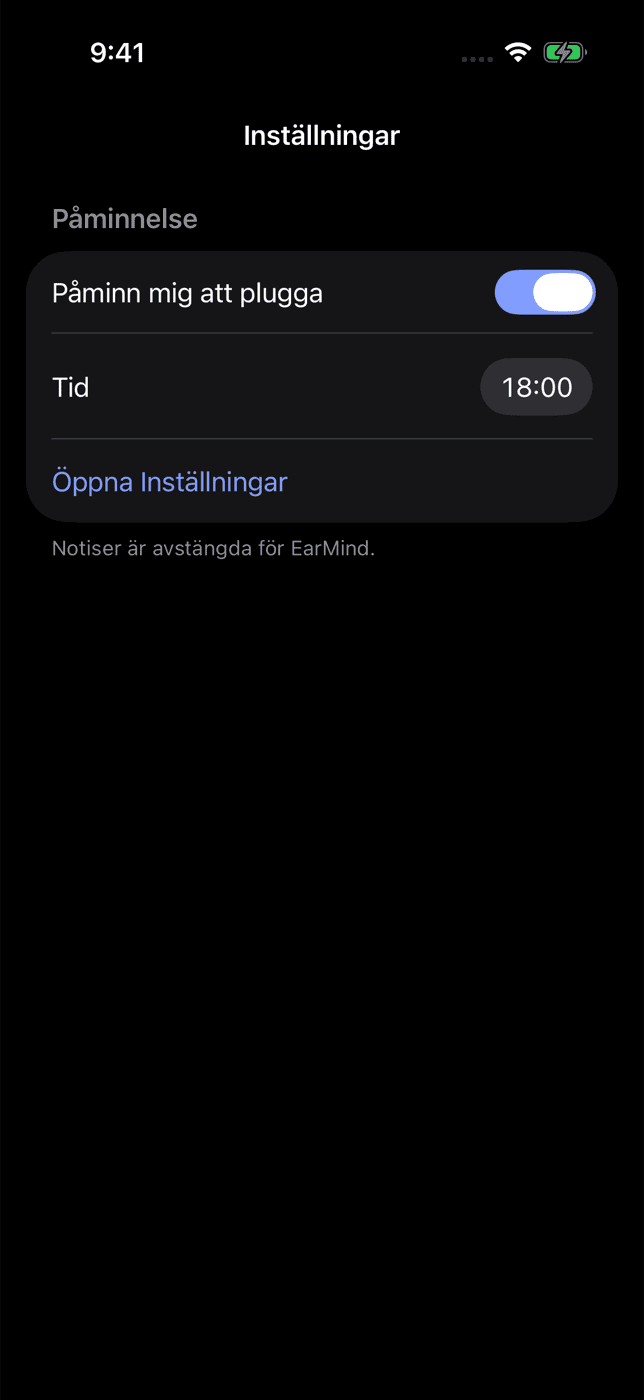 9:41
Inställningar
Påminnelse
Påminn mig att plugga
Tid
18:00
Öppna Inställningar
Notiser är avstängda för EarMind.